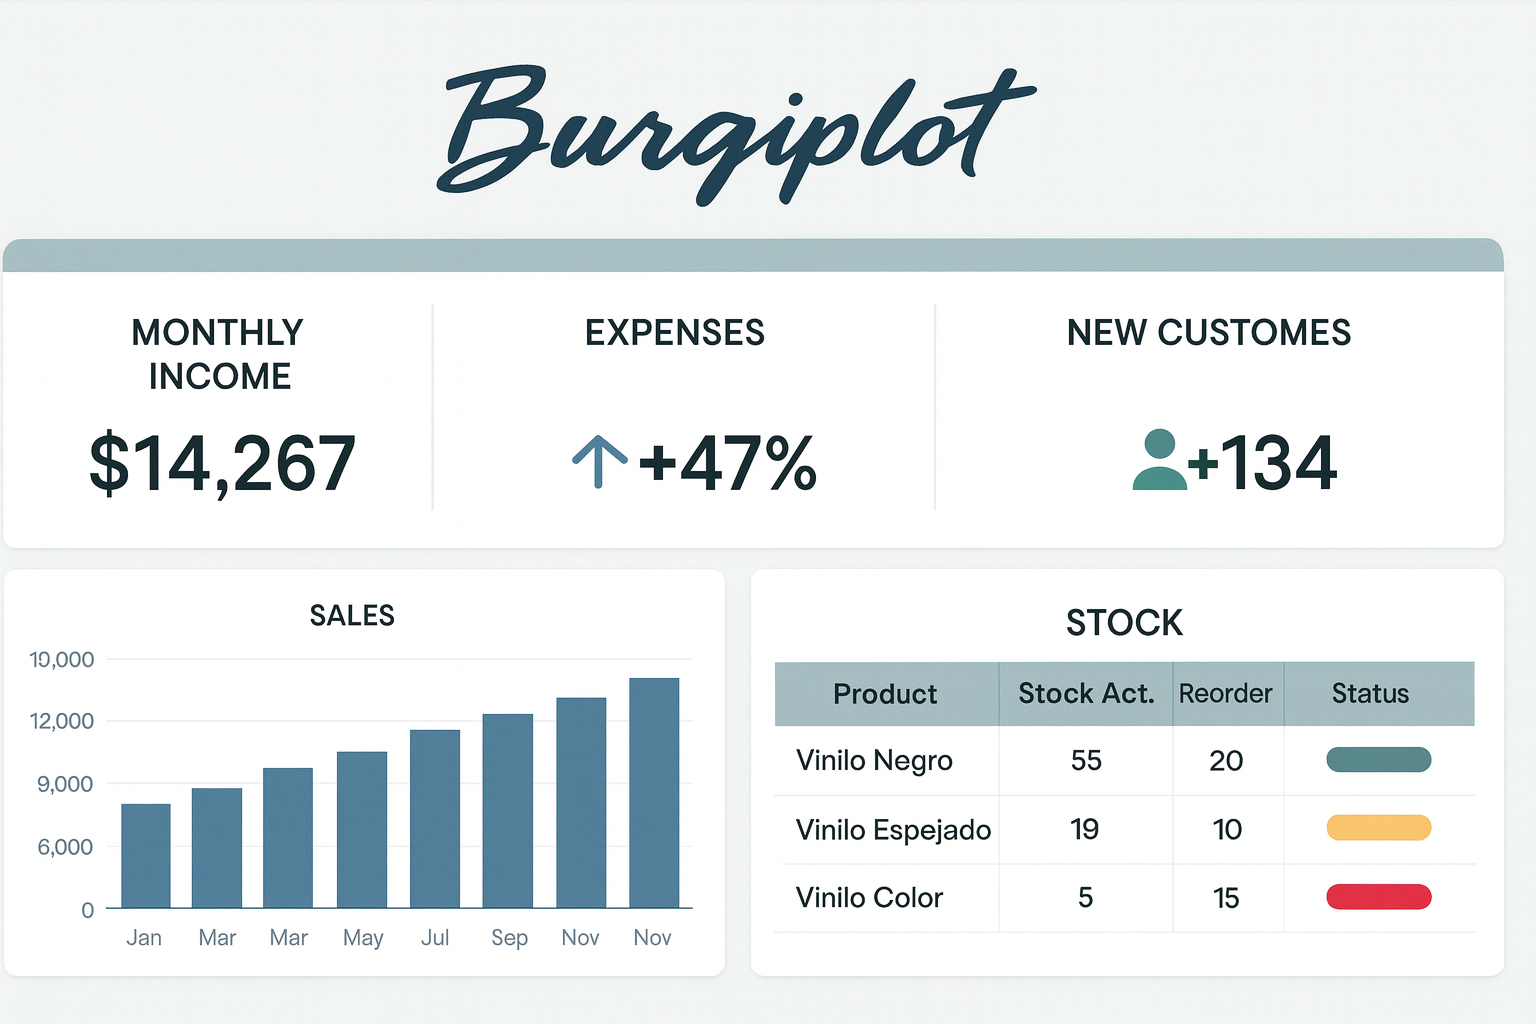 Burgiplot
MONTHLY
INCOME
EXPENSES
NEW CUSTOMES
$14,267
+47%
+134
SALES
10,000
12,000
9,000
6,000
0
Jan Mar Mar May Jul Sep Nov Nov
STOCK
Product Stock Act. Reorder Status
Vinilo Negro 55 20
Vinilo Espejado 19 10
Vinilo Color 5 15